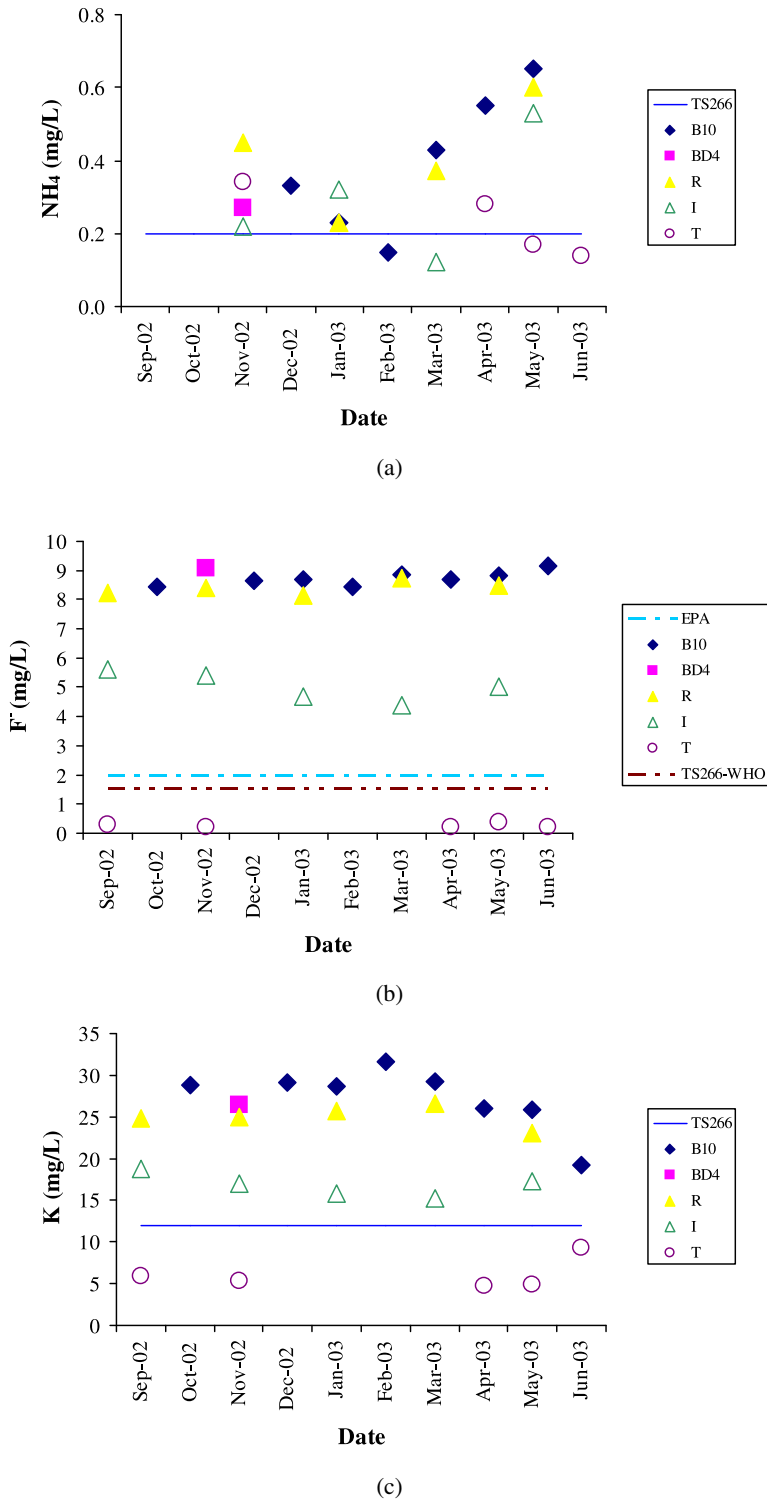 0.8
0.6
0.4
0.2
0.0
NH₄ (mg/L)
Sep-02
Oct-02
Nov-02
Dec-02
Jan-03
Feb-03
Mar-03
Apr-03
May-03
Jun-03
Date
TS266
B10
BD4
R
I
T
(a)
10
9
8
7
6
5
4
3
2
1
0
F⁻ (mg/L)
Sep-02
Oct-02
Nov-02
Dec-02
Jan-03
Feb-03
Mar-03
Apr-03
May-03
Jun-03
Date
EPA
B10
BD4
R
I
T
TS266-WHO
(b)
35
30
25
20
15
10
5
0
K (mg/L)
Sep-02
Oct-02
Nov-02
Dec-02
Jan-03
Feb-03
Mar-03
Apr-03
May-03
Jun-03
Date
TS266
B10
BD4
R
I
T
(c)